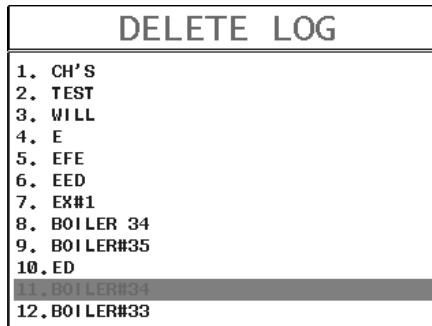 DELETE LOG
1. CH'S
2. TEST
3. WILL
4. E
5. EFE
6. EED
7. EX#1
8. BOILER 34
9. BOILER#35
10.ED
11.BOILER#34
12.BOILER#33